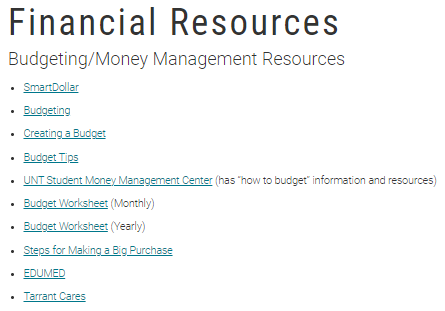 Financial Resources
Budgeting/Money Management Resources
• SmartDollar
• Budgeting
• Creating a Budget
• Budget Tips
• UNT Student Money Management Center (has "how to budget" information and resources)
• Budget Worksheet (Monthly)
• Budget Worksheet (Yearly)
• Steps for Making a Big Purchase
• EDUMED
• Tarrant Cares